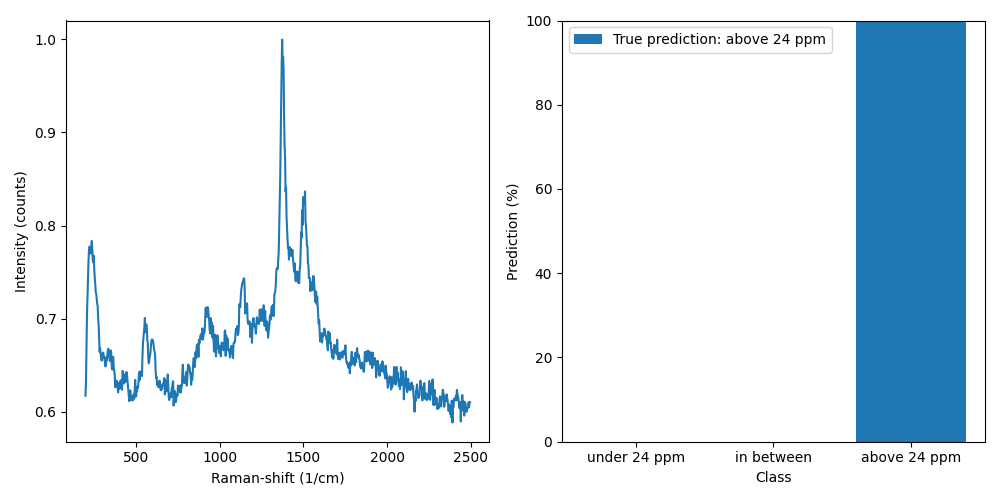 1.0
0.9
0.8
0.7
0.6
Intensity (counts)
500
1000
1500
2000
2500
Raman-shift (1/cm)
100
80
60
40
20
0
Prediction (%)
True prediction: above 24 ppm
under 24 ppm
in between
above 24 ppm
Class